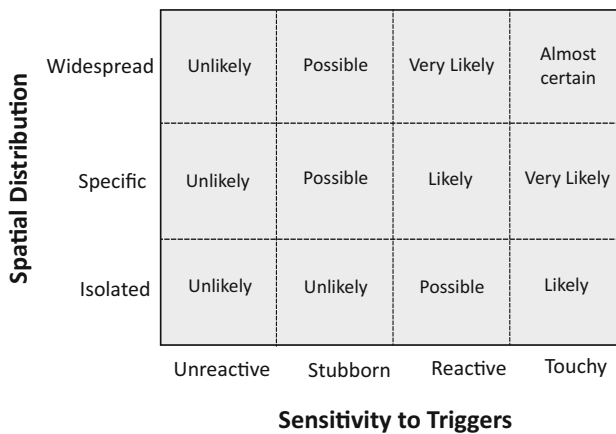 Spatial Distribution
Widespread
Unlikely
Possible
Very Likely
Almost
certain
Specific
Unlikely
Possible
Likely
Very Likely
Isolated
Unlikely
Unlikely
Possible
Likely
Unreactive
Stubborn
Reactive
Touchy
Sensitivity to Triggers